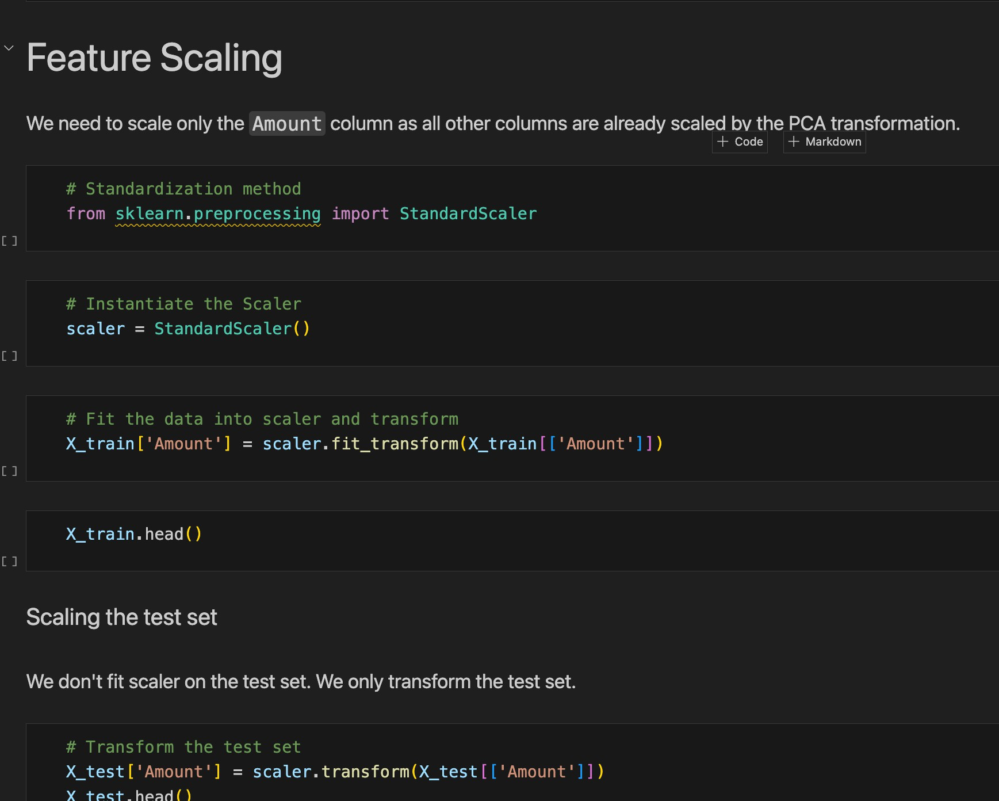 Feature Scaling
We need to scale only the Amount column as all other columns are already scaled by the PCA transformation.
+ Code + Markdown
# Standardization method
from sklearn.preprocessing import StandardScaler
[ ]
# Instantiate the Scaler
scaler = StandardScaler()
[ ]
# Fit the data into scaler and transform
X_train['Amount'] = scaler.fit_transform(X_train[['Amount']])
[ ]
X_train.head()
[ ]
Scaling the test set
We don't fit scaler on the test set. We only transform the test set.
# Transform the test set
X_test['Amount'] = scaler.transform(X_test[['Amount']])
X_test.head()